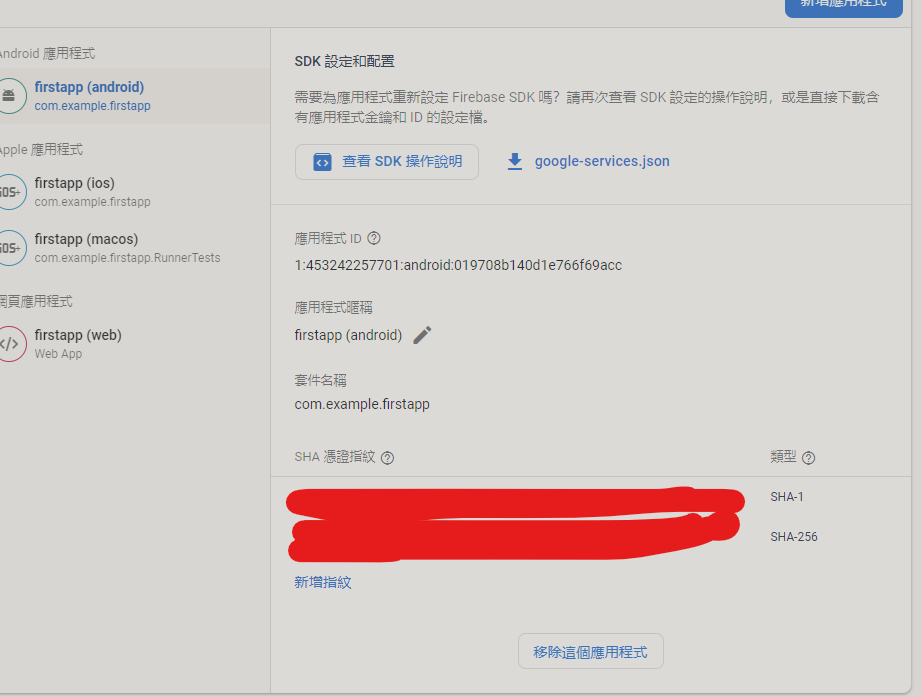 新增應用程式
Android 應用程式
firstapp (android)
com.example.firstapp
Apple 應用程式
iOS+
firstapp (ios)
com.example.firstapp
iOS+
firstapp (macos)
com.example.firstapp.RunnerTests
網頁應用程式
</>
firstapp (web)
Web App
SDK 設定和配置
需要為應用程式重新設定 Firebase SDK 嗎？請再次查看 SDK 設定的操作說明，或是直接下載含
有應用程式金鑰和 ID 的設定檔。
查看 SDK 操作說明
google-services.json
應用程式 ID
1:453242257701:android:019708b140d1e766f69acc
應用程式暱稱
firstapp (android)
套件名稱
com.example.firstapp
SHA 憑證指紋
類型
SHA-1
SHA-256
新增指紋
移除這個應用程式